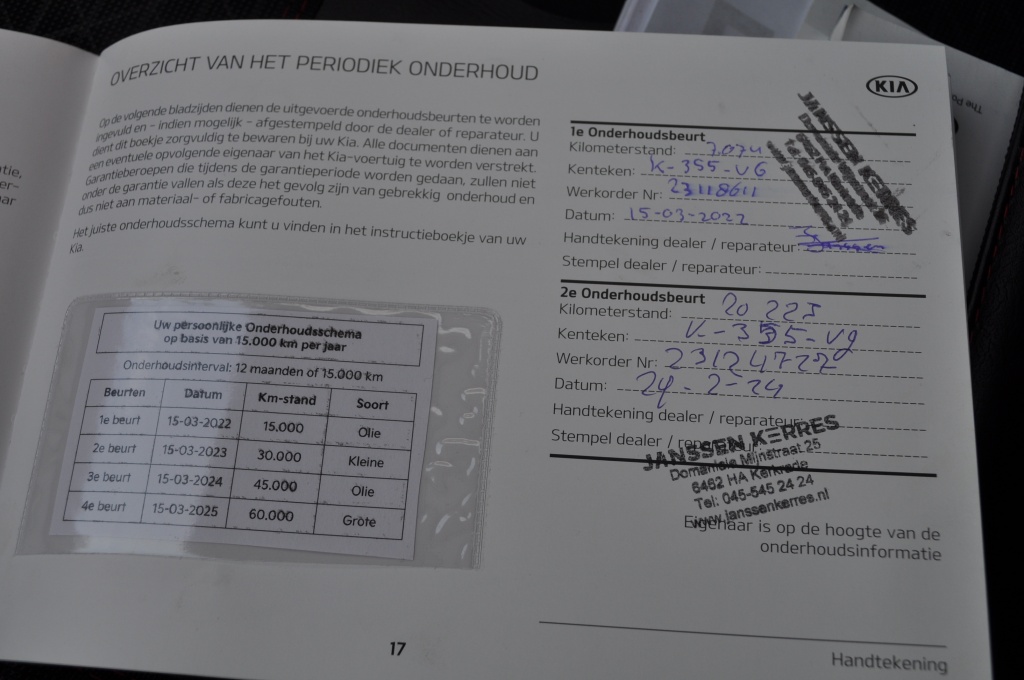 OVERZICHT VAN HET PERIODIEK ONDERHOUD
Op de volgende bladzijden dienen de uitgevoerde onderhoudsbeurten te worden
ingevuld en – indien mogelijk – afgestempeld door de dealer of reparateur. U
dient dit boekje zorgvuldig te bewaren bij uw Kia. Alle documenten dienen aan
een eventuele opvolgende eigenaar van het Kia-voertuig te worden verstrekt.
Garantieberoepen die tijdens de garantieperiode worden gedaan, zullen niet
onder de garantie vallen als deze het gevolg zijn van gebrekkig onderhoud en
dus niet aan materiaal- of fabricagefouten.
Het juiste onderhoudsschema kunt u vinden in het instructieboekje van uw
Kia.
Uw persoonlijke Onderhoudsschema
op basis van 15.000 km per jaar
Onderhoudsinterval: 12 maanden of 15.000 km
Beurten Datum Km-stand Soort
1e beurt 15-03-2022 15.000 Olie
2e beurt 15-03-2023 30.000 Kleine
3e beurt 15-03-2024 45.000 Olie
4e beurt 15-03-2025 60.000 Grote
17
KIA
1e Onderhoudsbeurt
Kilometerstand: 7.074
Kenteken: K-355-VG
Werkorder Nr: 23118611
Datum: 15-03-2022
Handtekening dealer / reparateur:
Stempel dealer / reparateur:
JANSSEN KERRES
2e Onderhoudsbeurt
Kilometerstand: 20 225
Kenteken: K-355-VG
Werkorder Nr: 23124727
Datum: 24-2-24
Handtekening dealer / reparateur:
Stempel dealer / reparateur:
JANSSEN KERRES
Domaniale Mijnstraat 25
6462 HA Kerkrade
Tel: 045-545 24 24
www.janssenkerres.nl
Eigenaar is op de hoogte van de
onderhoudsinformatie
Handtekening